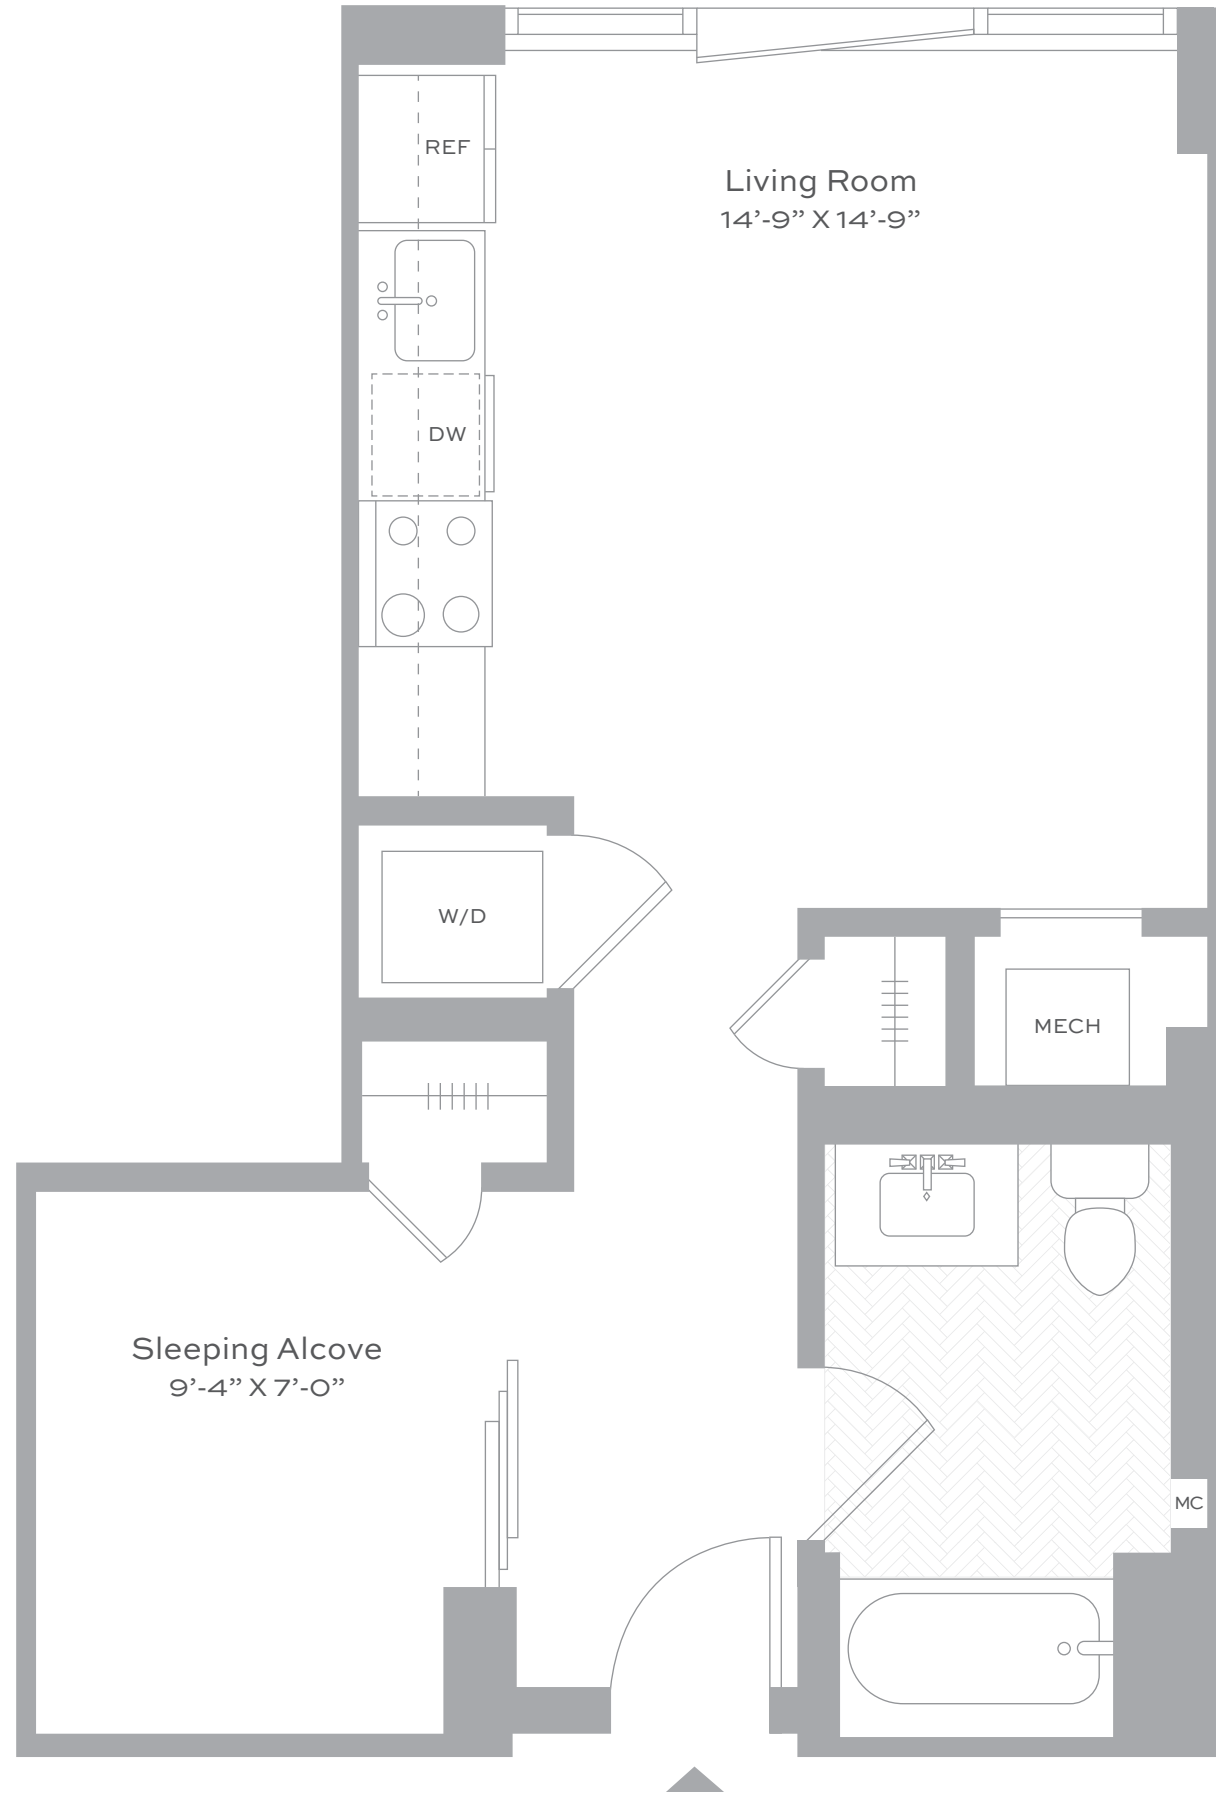 REF
Living Room
14’-9” X 14’-9”
DW
W/D
MECH
Sleeping Alcove
9’-4” X 7’-0”
MC